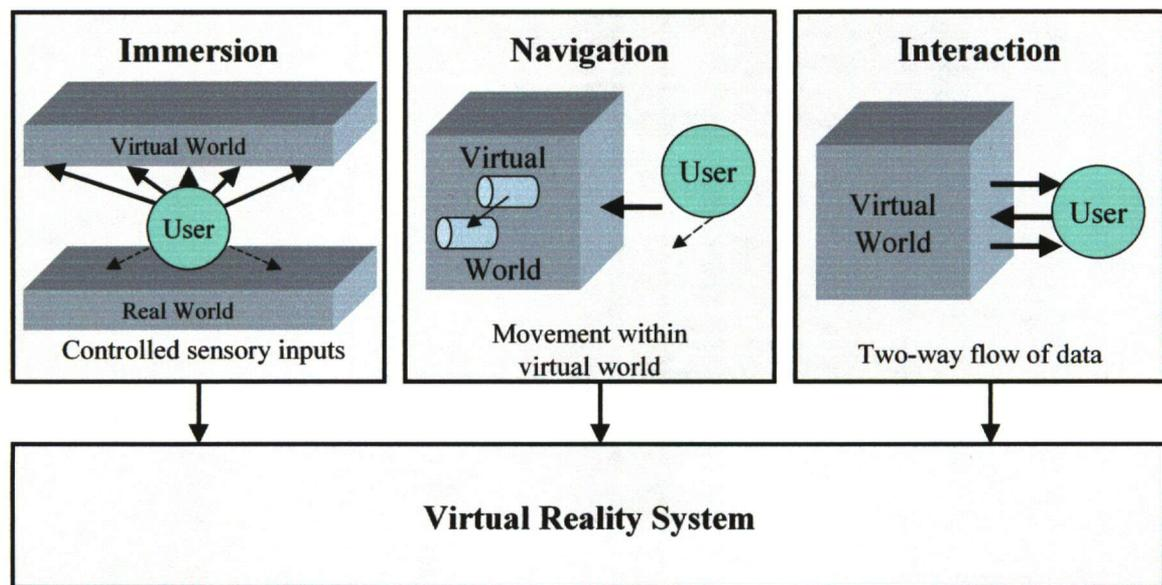 Immersion
Virtual World
User
Real World
Controlled sensory inputs
Navigation
Virtual
World
User
Movement within
virtual world
Interaction
Virtual
World
User
Two-way flow of data
Virtual Reality System